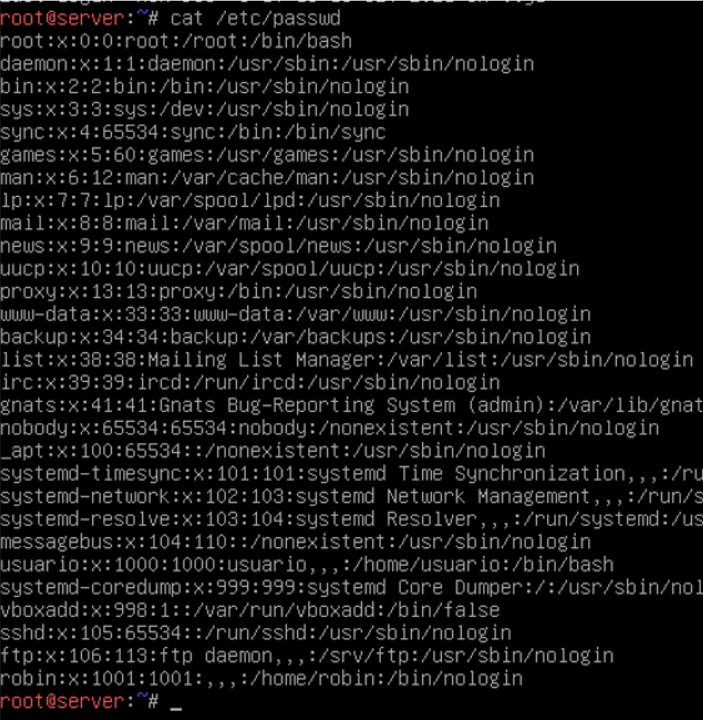 root@server:~# cat /etc/passwd
root:x:0:0:root:/root:/bin/bash
daemon:x:1:1:daemon:/usr/sbin:/usr/sbin/nologin
bin:x:2:2:bin:/bin:/usr/sbin/nologin
sys:x:3:3:sys:/dev:/usr/sbin/nologin
sync:x:4:65534:sync:/bin:/bin/sync
games:x:5:60:games:/usr/games:/usr/sbin/nologin
man:x:6:12:man:/var/cache/man:/usr/sbin/nologin
lp:x:7:7:lp:/var/spool/lpd:/usr/sbin/nologin
mail:x:8:8:mail:/var/mail:/usr/sbin/nologin
news:x:9:9:news:/var/spool/news:/usr/sbin/nologin
uucp:x:10:10:uucp:/var/spool/uucp:/usr/sbin/nologin
proxy:x:13:13:proxy:/bin:/usr/sbin/nologin
www-data:x:33:33:www-data:/var/www:/usr/sbin/nologin
backup:x:34:34:backup:/var/backups:/usr/sbin/nologin
list:x:38:38:Mailing List Manager:/var/list:/usr/sbin/nologin
irc:x:39:39:ircd:/run/ircd:/usr/sbin/nologin
gnats:x:41:41:Gnats Bug-Reporting System (admin):/var/lib/gnat
nobody:x:65534:65534:nobody:/nonexistent:/usr/sbin/nologin
_apt:x:100:65534::/nonexistent:/usr/sbin/nologin
systemd-timesync:x:101:101:systemd Time Synchronization,,,:/ru
systemd-network:x:102:103:systemd Network Management,,,:/run/s
systemd-resolve:x:103:104:systemd Resolver,,,:/run/systemd:/us
messagebus:x:104:110::/nonexistent:/usr/sbin/nologin
usuario:x:1000:1000:usuario,,,:/home/usuario:/bin/bash
systemd-coredump:x:999:999:systemd Core Dumper:/:/usr/sbin/nol
vboxadd:x:998:1::/var/run/vboxadd:/bin/false
sshd:x:105:65534::/run/sshd:/usr/sbin/nologin
ftp:x:106:113:ftp daemon,,,:/srv/ftp:/usr/sbin/nologin
robin:x:1001:1001:,,,:/home/robin:/bin/nologin
root@server:~# _